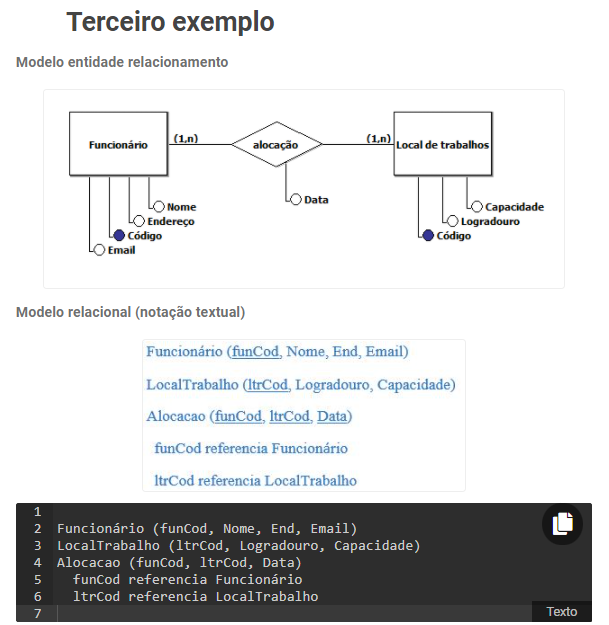 Terceiro exemplo
Modelo entidade relacionamento
Funcionário
(1,n)
alocação
(1,n)
Local de trabalhos
Nome
Endereço
Código
Email
Data
Capacidade
Logradouro
Código
Modelo relacional (notação textual)
Funcionário (funCod, Nome, End, Email)
LocalTrabalho (ltrCod, Logradouro, Capacidade)
Alocacao (funCod, ltrCod, Data)
funCod referencia Funcionário
ltrCod referencia LocalTrabalho
1
2 Funcionário (funCod, Nome, End, Email)
3 LocalTrabalho (ltrCod, Logradouro, Capacidade)
4 Alocacao (funCod, ltrCod, Data)
5 funCod referencia Funcionário
6 ltrCod referencia LocalTrabalho
7
Texto